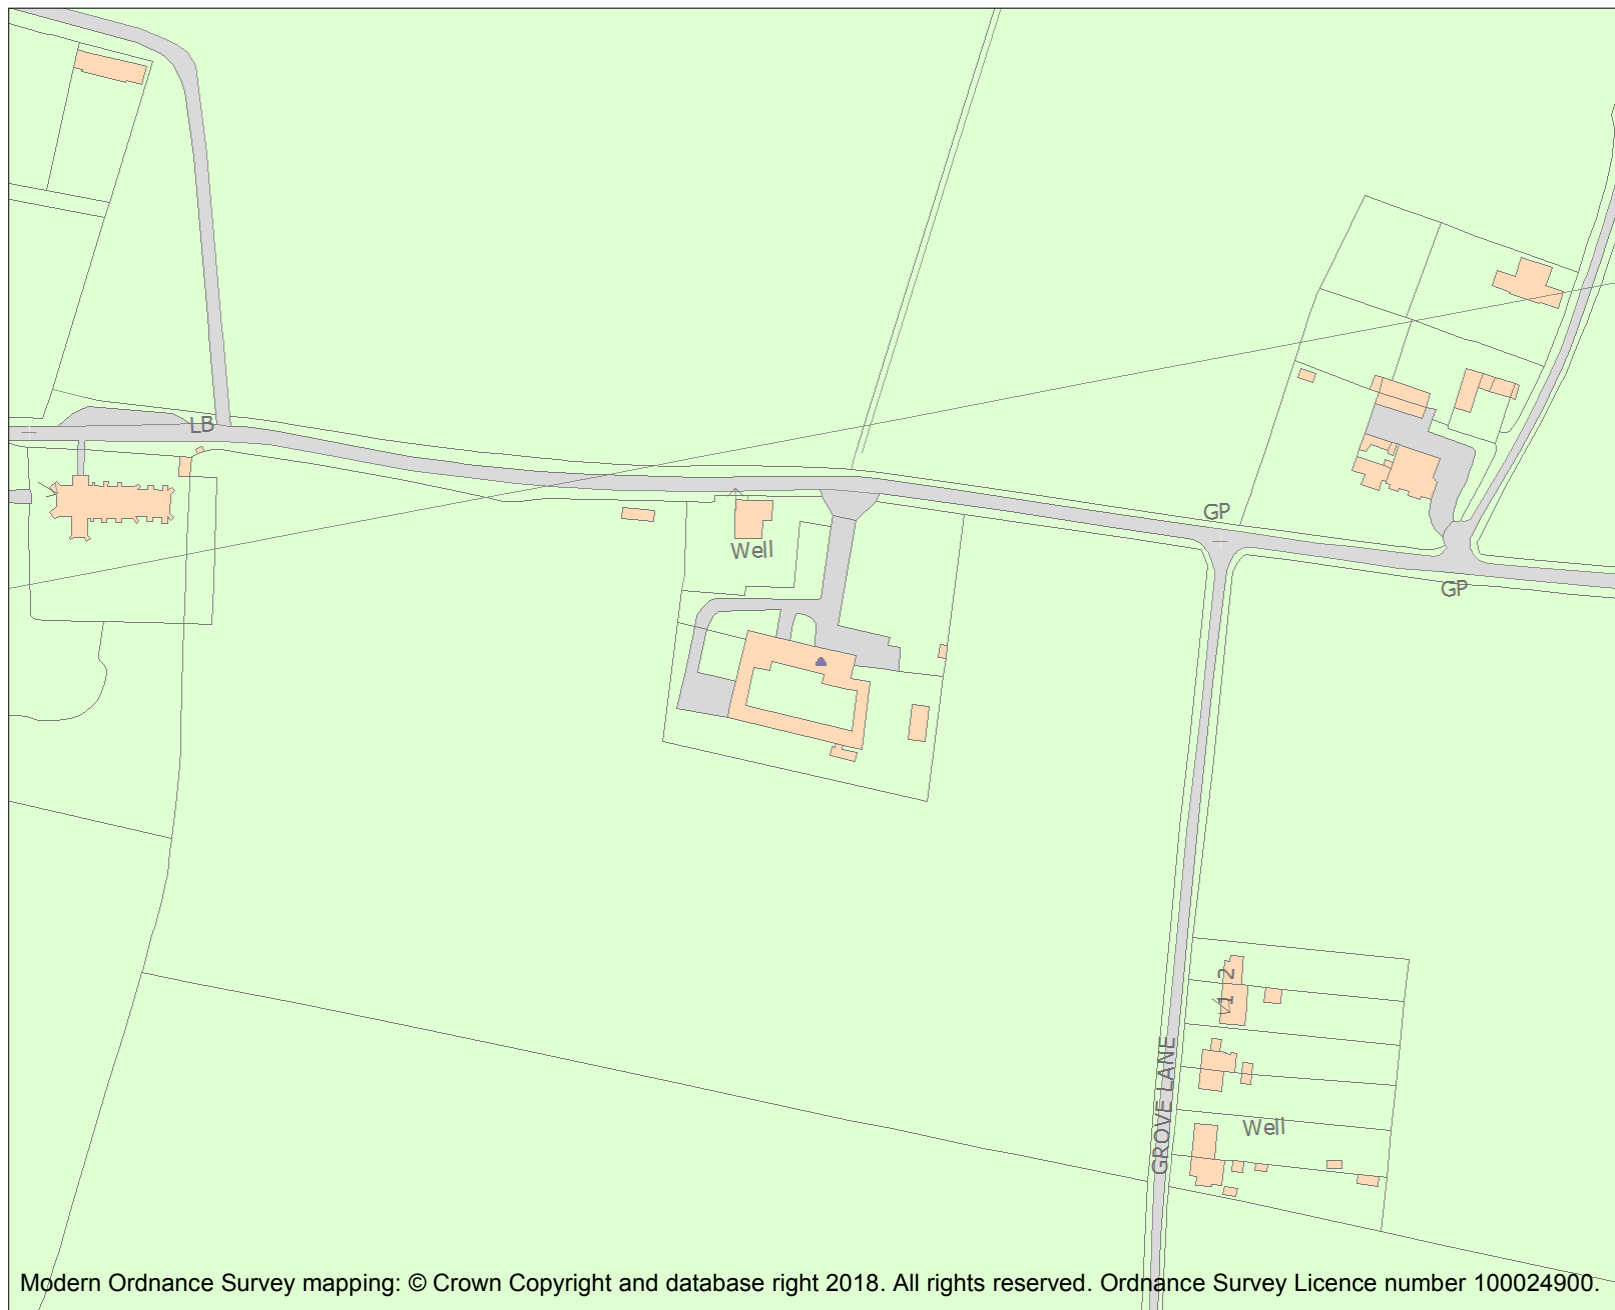 LB
GP
Well
GP
2
1
GROVE LANE
Well
Modern Ordnance Survey mapping: © Crown Copyright and database right 2018. All rights reserved. Ordnance Survey Licence number 100024900.